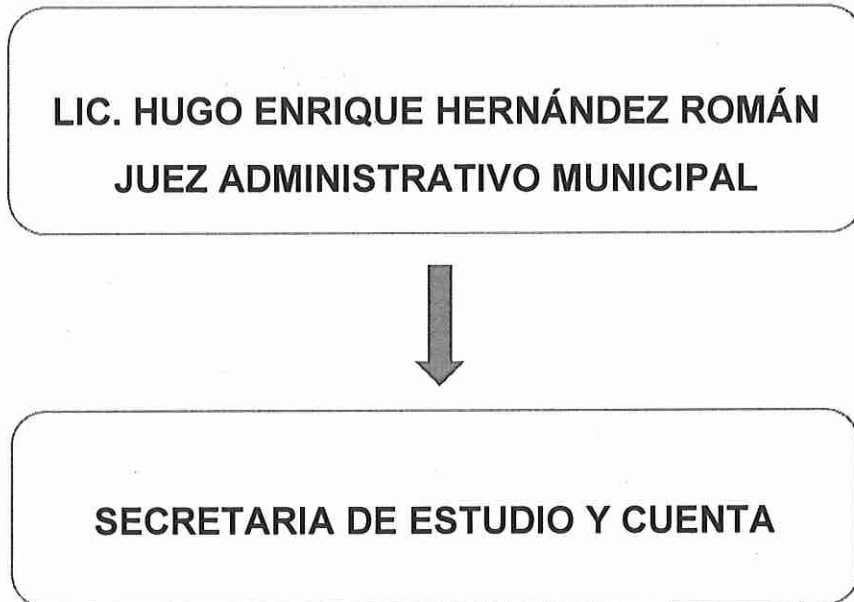 LIC. HUGO ENRIQUE HERNÁNDEZ ROMÁN
JUEZ ADMINISTRATIVO MUNICIPAL
SECRETARIA DE ESTUDIO Y CUENTA